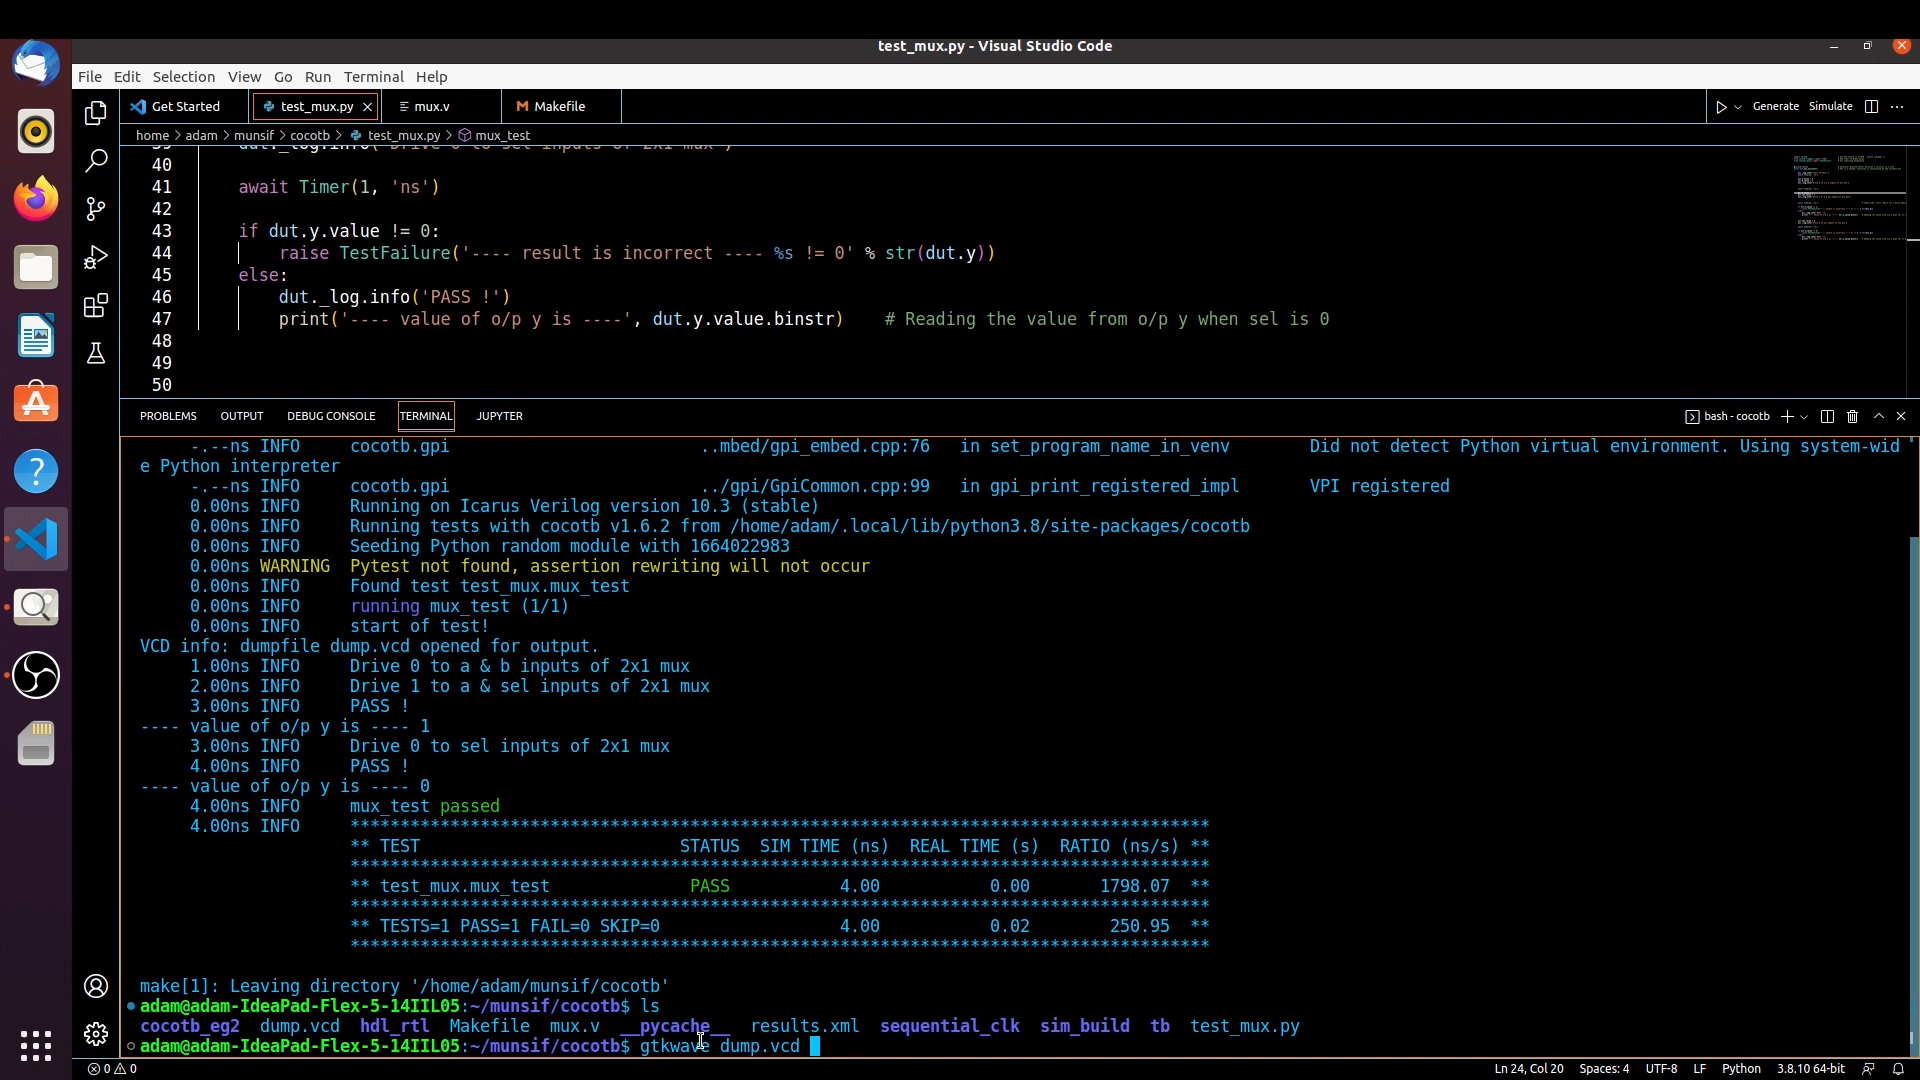 test_mux.py - Visual Studio Code
File Edit Selection View Go Run Terminal Help
Get Started test_mux.py mux.v Makefile Generate Simulate
home > adam > munsif > cocotb > test_mux.py > mux_test
39 dut._log.info('Drive 0 to sel inputs of 2x1 mux')
40
41 await Timer(1, 'ns')
42
43 if dut.y.value != 0:
44 raise TestFailure('---- result is incorrect ---- %s != 0' % str(dut.y))
45 else:
46 dut._log.info('PASS !')
47 print('---- value of o/p y is ----', dut.y.value.binstr) # Reading the value from o/p y when sel is 0
48
49
50
PROBLEMS OUTPUT DEBUG CONSOLE TERMINAL JUPYTER bash - cocotb
-.--ns INFO cocotb.gpi ..mbed/gpi_embed.cpp:76 in set_program_name_in_venv Did not detect Python virtual environment. Using system-wid
e Python interpreter
-.--ns INFO cocotb.gpi ../gpi/GpiCommon.cpp:99 in gpi_print_registered_impl VPI registered
0.00ns INFO Running on Icarus Verilog version 10.3 (stable)
0.00ns INFO Running tests with cocotb v1.6.2 from /home/adam/.local/lib/python3.8/site-packages/cocotb
0.00ns INFO Seeding Python random module with 1664022983
0.00ns WARNING Pytest not found, assertion rewriting will not occur
0.00ns INFO Found test test_mux.mux_test
0.00ns INFO running mux_test (1/1)
0.00ns INFO start of test!
VCD info: dumpfile dump.vcd opened for output.
1.00ns INFO Drive 0 to a & b inputs of 2x1 mux
2.00ns INFO Drive 1 to a & sel inputs of 2x1 mux
3.00ns INFO PASS !
---- value of o/p y is ---- 1
3.00ns INFO Drive 0 to sel inputs of 2x1 mux
4.00ns INFO PASS !
---- value of o/p y is ---- 0
4.00ns INFO mux_test passed
4.00ns INFO **************************************************************************************
** TEST STATUS SIM TIME (ns) REAL TIME (s) RATIO (ns/s) **
**************************************************************************************
** test_mux.mux_test PASS 4.00 0.00 1798.07 **
**************************************************************************************
** TESTS=1 PASS=1 FAIL=0 SKIP=0 4.00 0.02 250.95 **
**************************************************************************************
make[1]: Leaving directory '/home/adam/munsif/cocotb'
adam@adam-IdeaPad-Flex-5-14IIL05:~/munsif/cocotb$ ls
cocotb_eg2 dump.vcd hdl_rtl Makefile mux.v __pycache__ results.xml sequential_clk sim_build tb test_mux.py
adam@adam-IdeaPad-Flex-5-14IIL05:~/munsif/cocotb$ gtkwave dump.vcd
0 0 Ln 24, Col 20 Spaces: 4 UTF-8 LF Python 3.8.10 64-bit